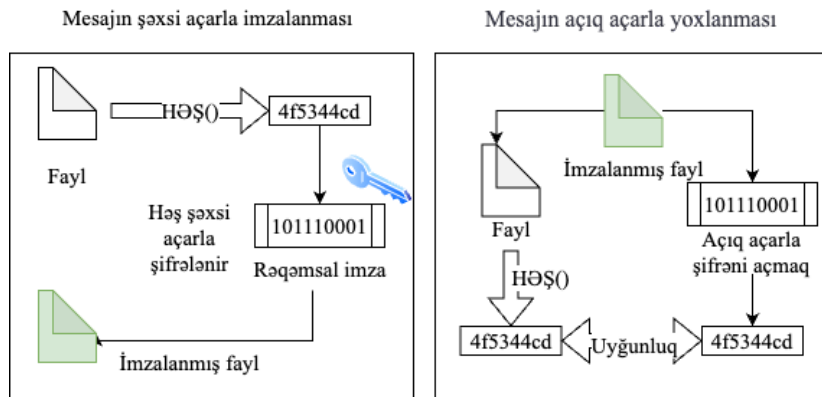 Mesajın şəxsi açarla imzalanması
HƏŞ()
4f5344cd
Fayl
Həş şəxsi
açarla
şifrələnir
101110001
Rəqəmsal imza
İmzalanmış fayl
Mesajın açıq açarla yoxlanması
İmzalanmış fayl
Fayl
101110001
Açıq açarla
şifrəni açmaq
HƏŞ()
4f5344cd
Uyğunluq
4f5344cd